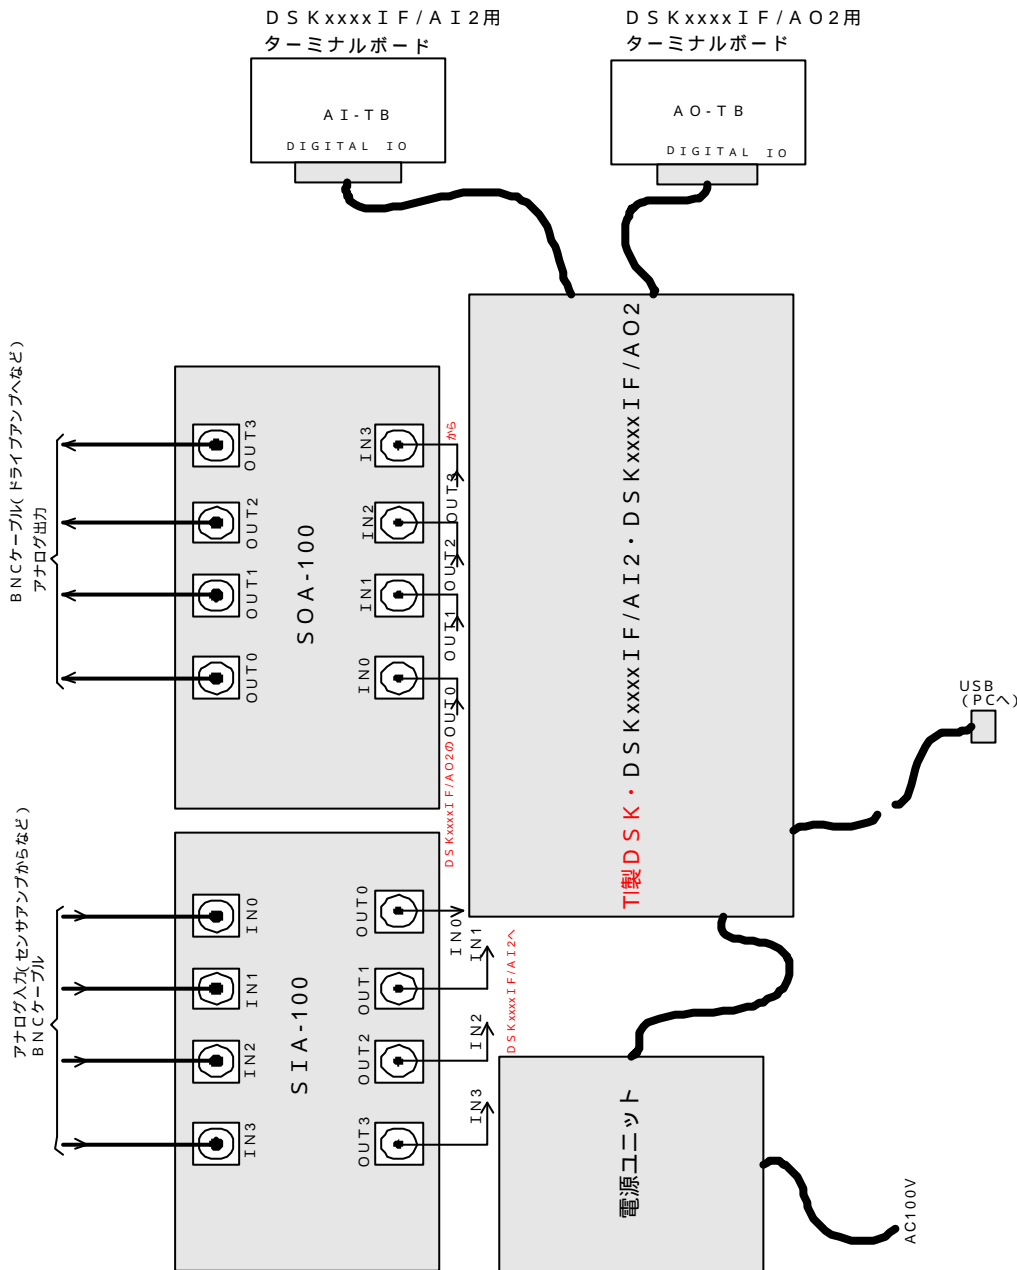 ＤＳＫxxxxＩＦ/ＡＩ２用
ターミナルボード
ＤＳＫxxxxＩＦ/ＡＯ２用
ターミナルボード
ＡＩ-ＴＢ
ＤＩＧＩＴＡＬ　ＩＯ
ＡＯ-ＴＢ
ＤＩＧＩＴＡＬ　ＩＯ
ＢＮＣケーブル(ドライブアンプへなど)
アナログ出力
OUT3
OUT2
OUT1
OUT0
SOA-100
IN3
IN2
IN1
IN0
DSKxxxxIF/AO2の
OUT0
OUT1
OUT2
OUT3
から
TI製ＤＳＫ・ＤＳＫxxxxＩＦ/ＡＩ２・ＤＳＫxxxxＩＦ/ＡＯ２
USB
(ＰＣへ)
アナログ入力(センサアンプからなど)
ＢＮＣケーブル
IN0
IN1
IN2
IN3
SIA-100
OUT0
OUT1
OUT2
OUT3
IN0
IN1
IN2
IN3
DSKxxxxIF/AI2へ
電源ユニット
AC100V